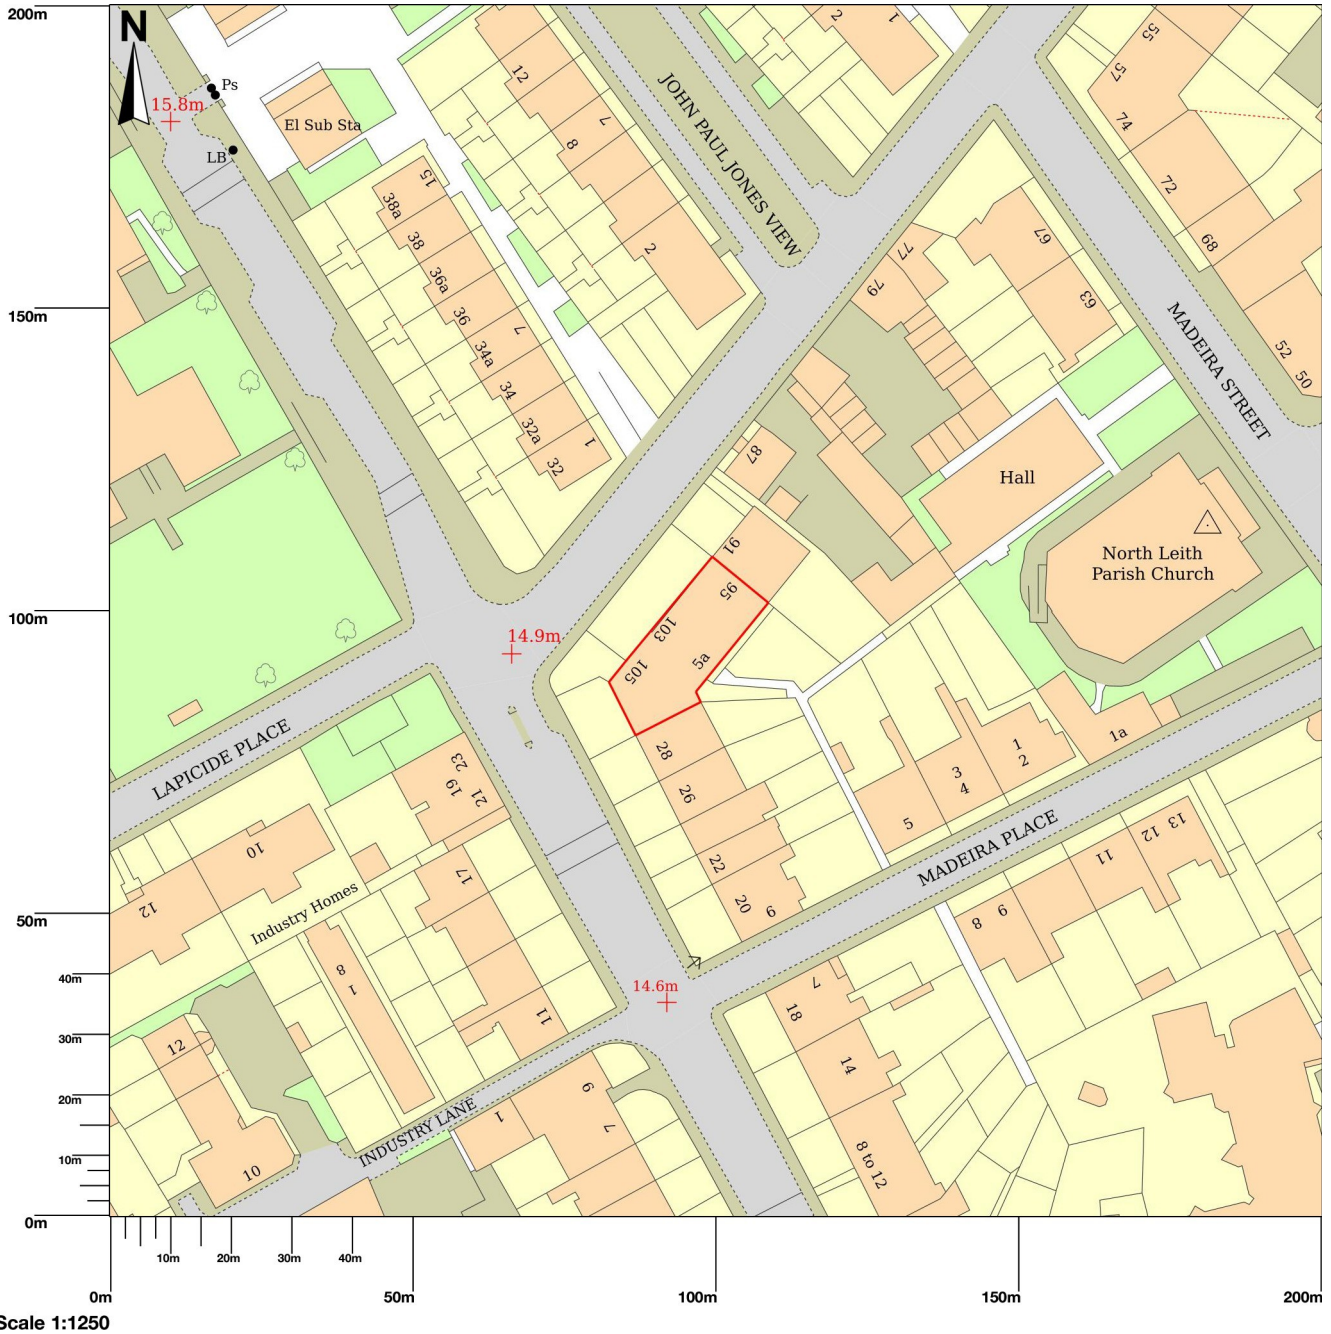 200m
N
15.8m
Ps
LB
El Sub Sta
12
7
8
2
2
1
JOHN PAUL JONES VIEW
55
57
74
72
68
52
50
MADEIRA STREET
15
38a
38
36a
36
34a
34
32a
32
7
1
150m
77
79
67
63
87
Hall
North Leith
Parish Church
91
95
103
105
5a
100m
14.9m
LAPICIDE PLACE
23
19
21
28
26
22
20
9
1a
1
2
3
4
5
MADEIRA PLACE
13
12
11
9
8
10
12
Industry Homes
17
11
8
1
50m
40m
30m
20m
10m
0m
14.6m
12
10
INDUSTRY LANE
1
9
7
7
18
14
8 to 12
10m
20m
30m
40m
0m
50m
100m
150m
200m
Scale 1:1250